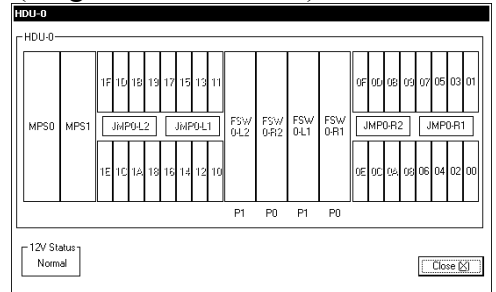 HDU-0
HDU-0
1F 1D 1B 19 17 15 13 11
0F 0D 0B 09 07 05 03 01
MPS0 MPS1 JMP0-L2 JMP0-L1
FSW FSW FSW FSW
0-L2 0-R2 0-L1 0-R1
JMP0-R2 JMP0-R1
1E 1C 1A 18 16 14 12 10
0E 0C 0A 08 06 04 02 00
P1 P0 P1 P0
12V Status
Normal
Close (X)